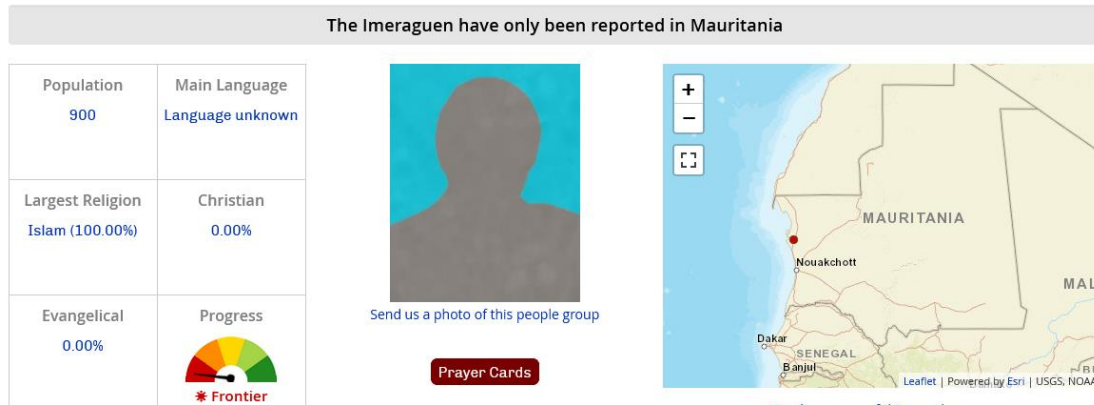 The Imeraguen have only been reported in Mauritania
Population
900
Main Language
Language unknown
Largest Religion
Islam (100.00%)
Christian
0.00%
Evangelical
0.00%
Progress
Frontier
Send us a photo of this people group
Prayer Cards
+
−
MAURITANIA
Nouakchott
MAL
Dakar
SENEGAL
Banjul
Leaflet | Powered by Esri | USGS, NOAA